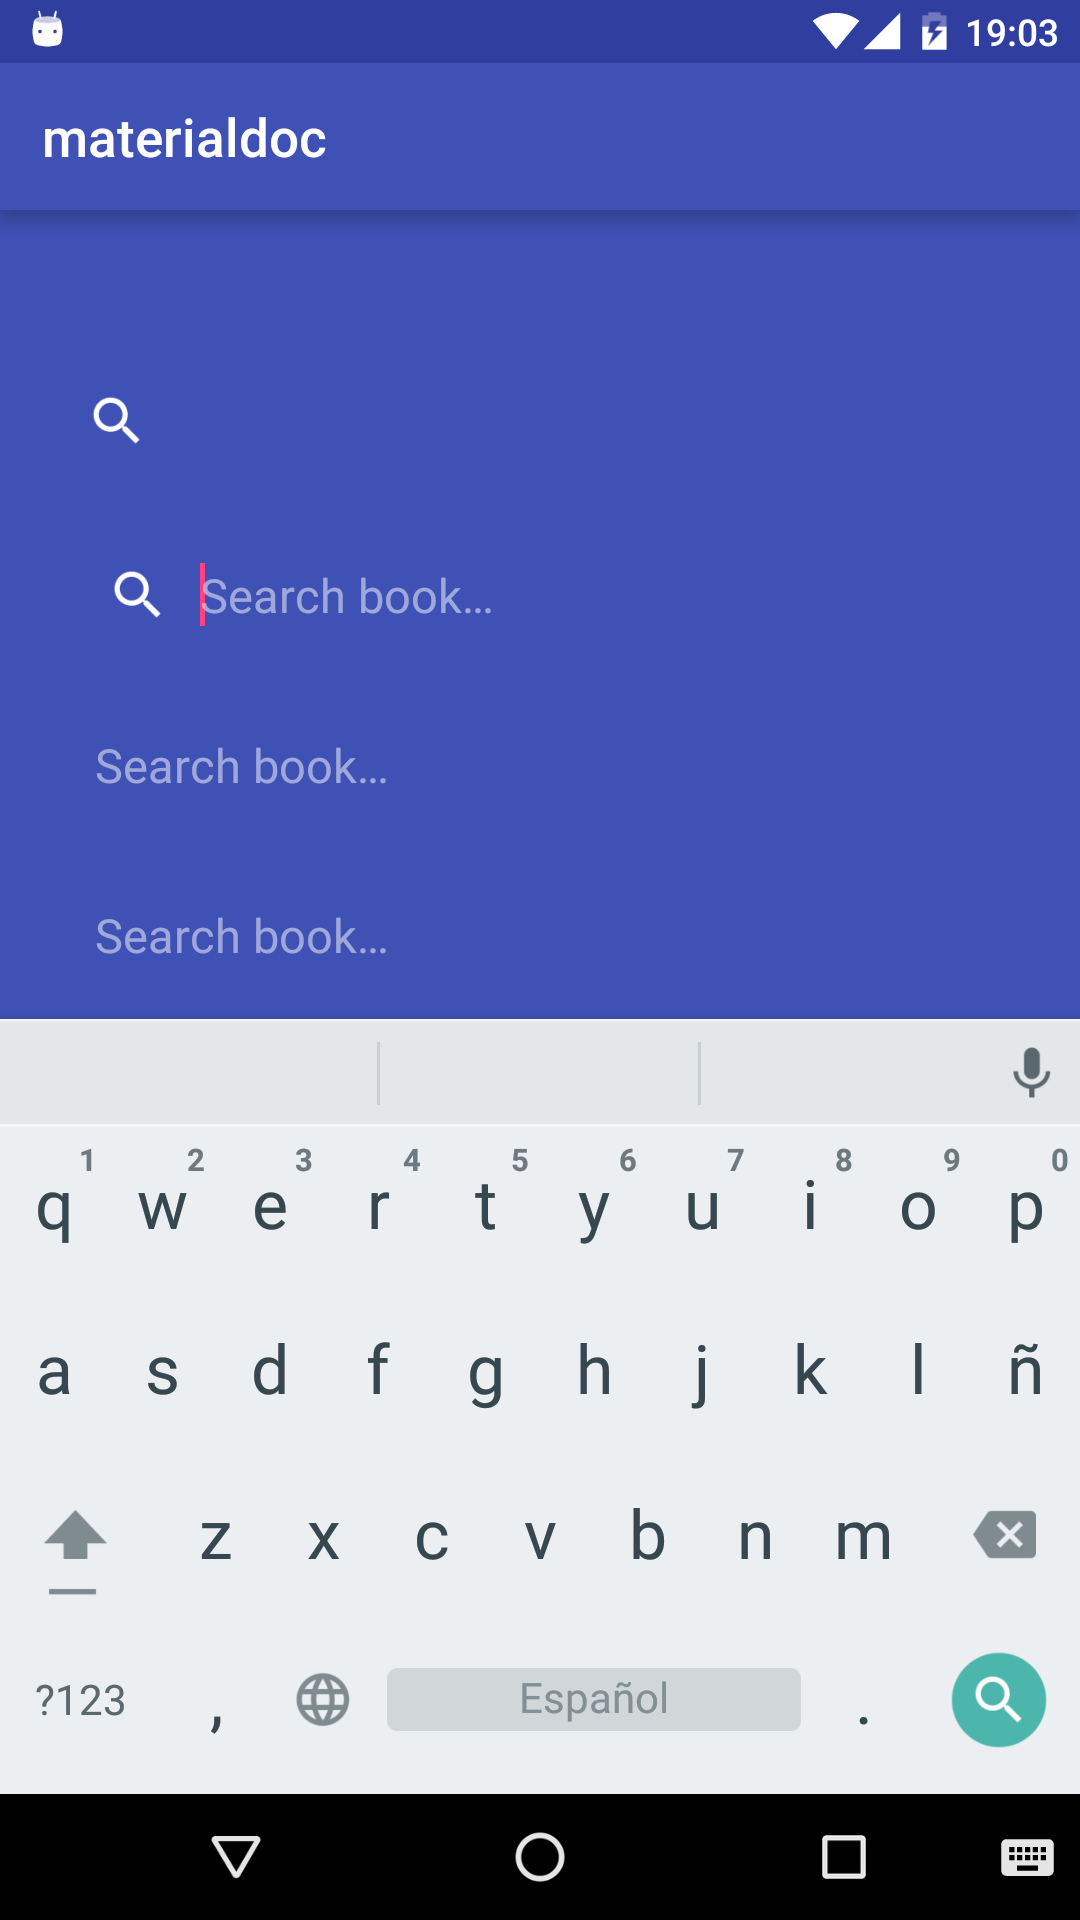 19:03
materialdoc
Search book...
Search book...
Search book...
1 2 3 4 5 6 7 8 9 0
q w e r t y u i o p
a s d f g h j k l ñ
z x c v b n m
?123 , Español .